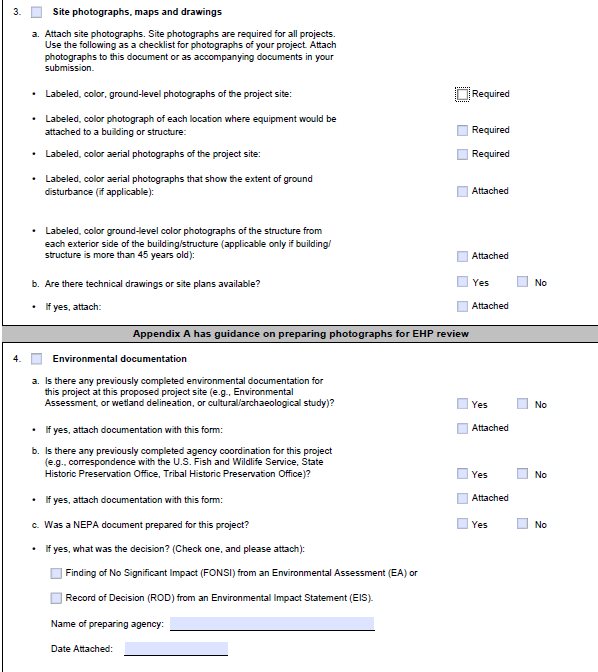 3. Site photographs, maps and drawings
a. Attach site photographs. Site photographs are required for all projects.
Use the following as a checklist for photographs of your project. Attach
photographs to this document or as accompanying documents in your
submission.
• Labeled, color, ground-level photographs of the project site: Required
• Labeled, color photograph of each location where equipment would be
attached to a building or structure: Required
• Labeled, color aerial photographs of the project site: Required
• Labeled, color aerial photographs that show the extent of ground
disturbance (if applicable): Attached
• Labeled, color ground-level color photographs of the structure from
each exterior side of the building/structure (applicable only if building/
structure is more than 45 years old): Attached
b. Are there technical drawings or site plans available? Yes No
• If yes, attach: Attached
Appendix A has guidance on preparing photographs for EHP review
4. Environmental documentation
a. Is there any previously completed environmental documentation for
this project at this proposed project site (e.g., Environmental
Assessment, or wetland delineation, or cultural/archaeological study)? Yes No
• If yes, attach documentation with this form: Attached
b. Is there any previously completed agency coordination for this project
(e.g., correspondence with the U.S. Fish and Wildlife Service, State
Historic Preservation Office, Tribal Historic Preservation Office)? Yes No
• If yes, attach documentation with this form: Attached
c. Was a NEPA document prepared for this project? Yes No
• If yes, what was the decision? (Check one, and please attach):
Finding of No Significant Impact (FONSI) from an Environmental Assessment (EA) or
Record of Decision (ROD) from an Environmental Impact Statement (EIS).
Name of preparing agency:
Date Attached: